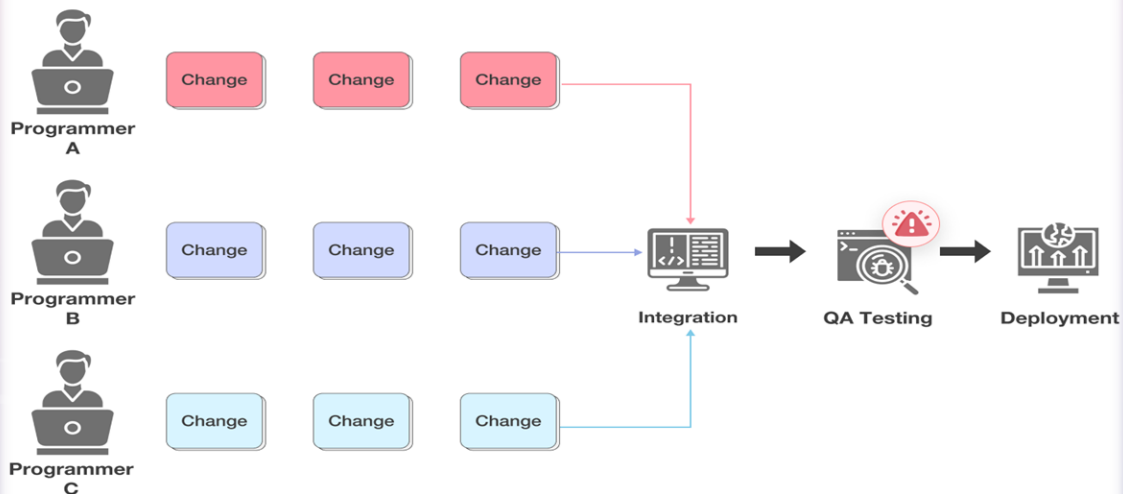 Change Change Change
Programmer
A
Change Change Change
Programmer
B
Integration QA Testing Deployment
Change Change Change
Programmer
C